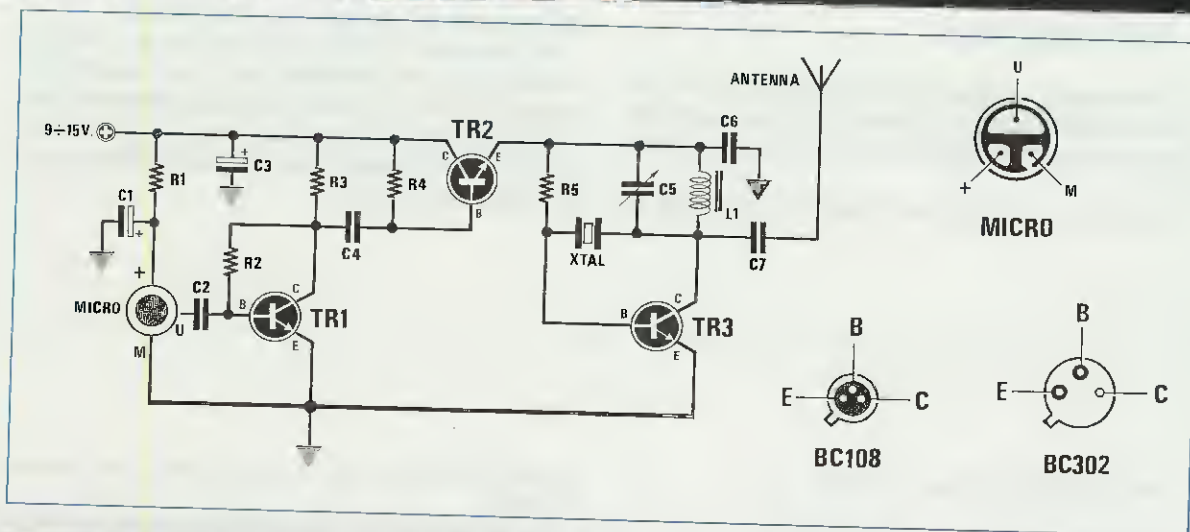 ANTENNA
U
9÷15V.
C3
+
R1
C1
+
+
MICRO
U
M
C2
R2
R3
C4
R4
B
C
E
TR1
TR2
C
E
B
R5
C5
C6
L1
XTAL
C7
B
C
E
TR3
+
M
MICRO
B
E
C
BC108
B
E
C
BC302